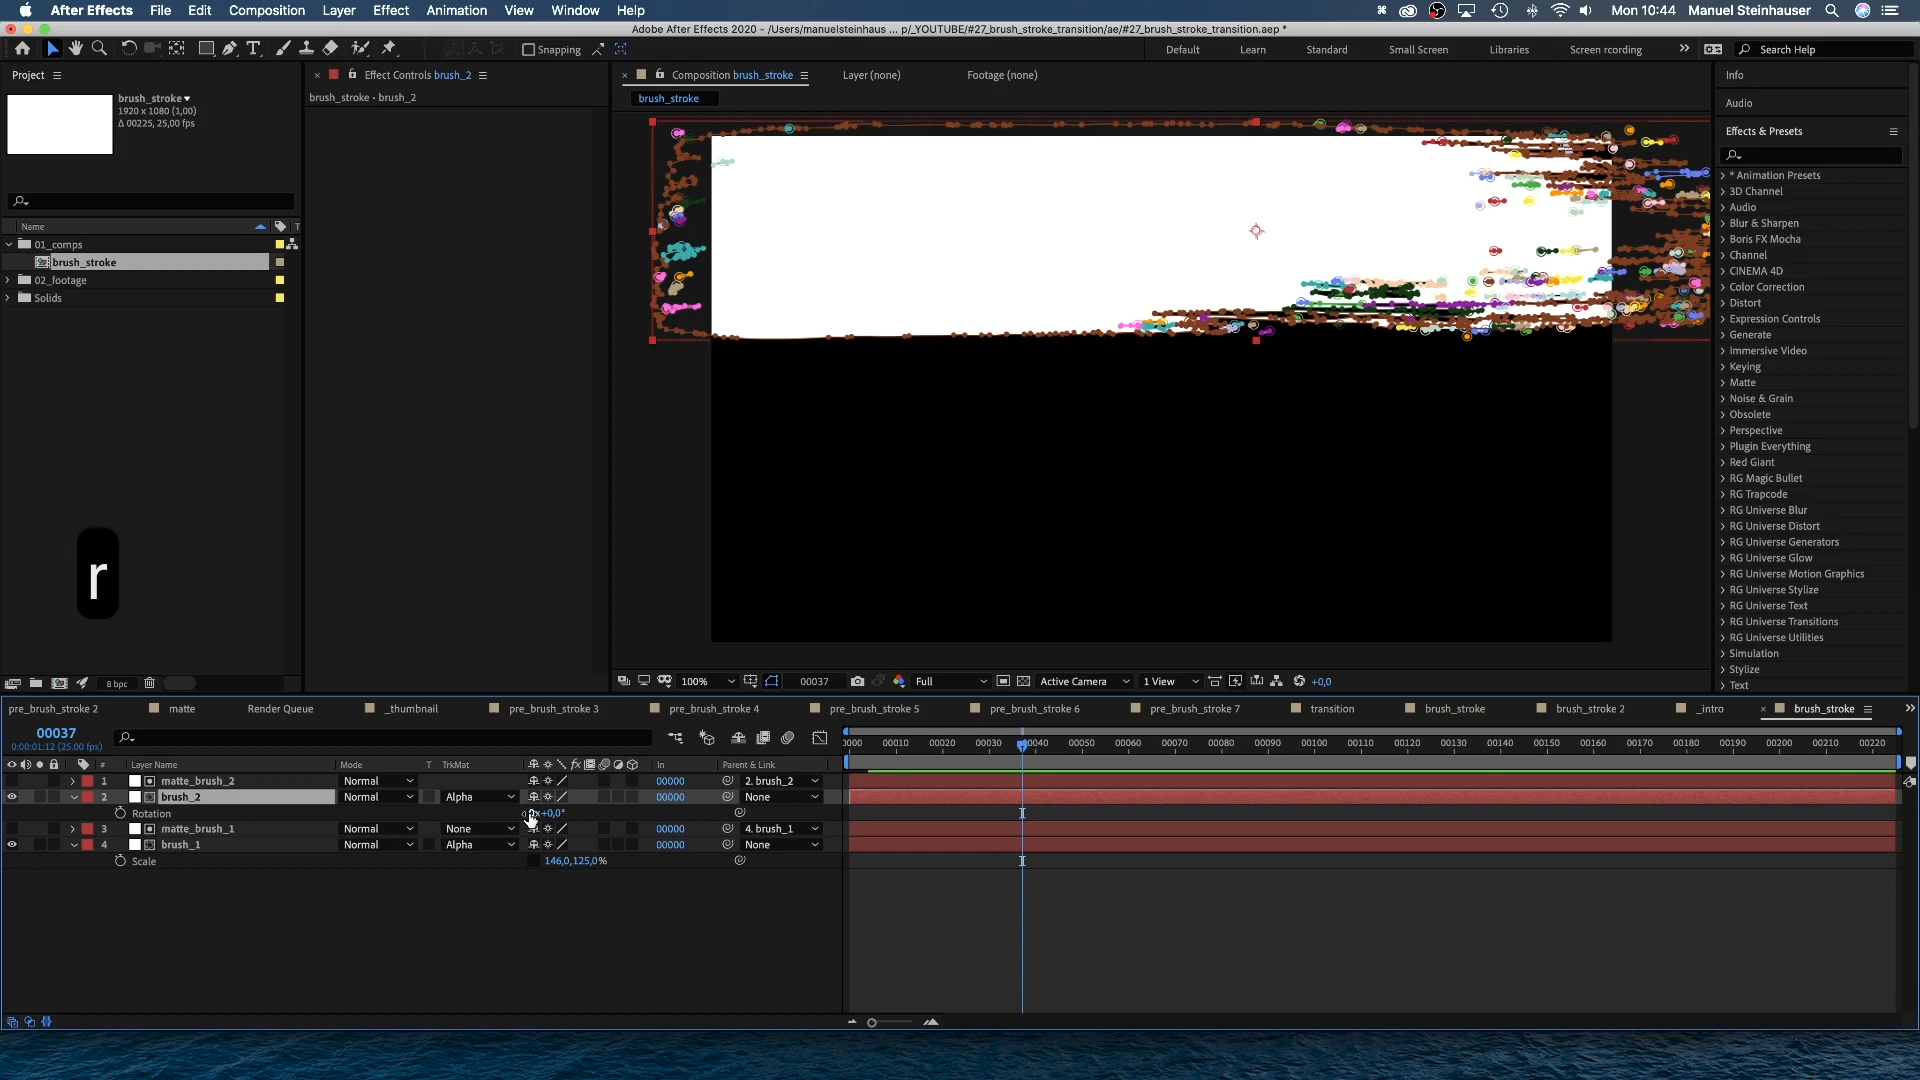 After Effects File Edit Composition Layer Effect Animation View Window Help Mon 10:44 Manuel Steinhauser
Adobe After Effects 2020 - /Users/manuelsteinhaus ... p/_YOUTUBE/#27_brush_stroke_transition/ae/#27_brush_stroke_transition.aep *
Snapping Default Learn Standard Small Screen Libraries Screen rcording Search Help
Project Effect Controls brush_2 Composition brush_stroke Layer (none) Footage (none) Info
brush_stroke
1920 x 1080 (1,00)
Δ 00225, 25,00 fps
brush_stroke • brush_2
brush_stroke
Audio
Effects & Presets
Name T
01_comps
brush_stroke
02_footage
Solids
* Animation Presets
3D Channel
Audio
Blur & Sharpen
Boris FX Mocha
Channel
CINEMA 4D
Color Correction
Distort
Expression Controls
Generate
Immersive Video
Keying
Matte
Noise & Grain
Obsolete
Perspective
Plugin Everything
Red Giant
RG Magic Bullet
RG Trapcode
RG Universe Blur
RG Universe Distort
RG Universe Generators
RG Universe Glow
RG Universe Motion Graphics
RG Universe Stylize
RG Universe Text
RG Universe Transitions
RG Universe Utilities
Simulation
Stylize
Text
r
8 bpc 100% 00037 Full Active Camera 1 View +0,0
pre_brush_stroke 2 matte Render Queue _thumbnail pre_brush_stroke 3 pre_brush_stroke 4 pre_brush_stroke 5 pre_brush_stroke 6 pre_brush_stroke 7 transition brush_stroke brush_stroke 2 _intro brush_stroke
00037
0:00:01:12 (25.00 fps)
0000 00010 00020 00030 00040 00050 00060 00070 00080 00090 00100 00110 00120 00130 00140 00150 00160 00170 00180 00190 00200 00210 00220
# Layer Name Mode T TrkMat fx In Parent & Link
1 matte_brush_2 Normal 00000 2. brush_2
2 brush_2 Normal Alpha 00000 None
Rotation 0x+0,0°
3 matte_brush_1 Normal None 00000 4. brush_1
4 brush_1 Normal Alpha 00000 None
Scale 146,0,125,0%